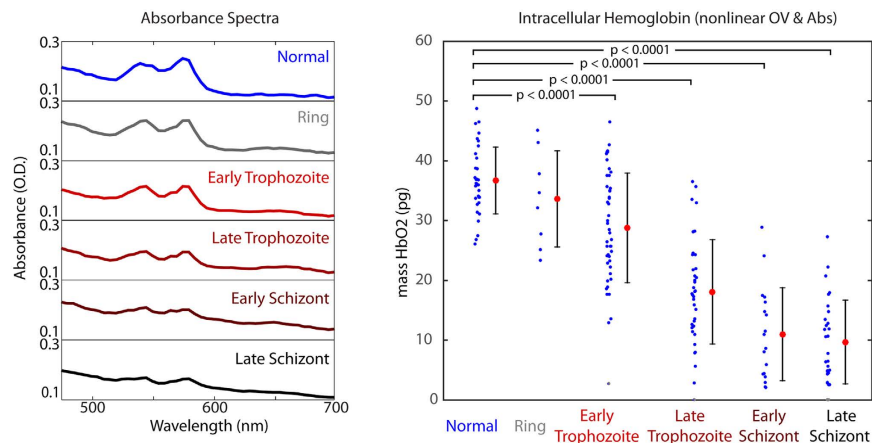 Absorbance Spectra
Absorbance (O.D.)
0.3
Normal
0.1
0.3
Ring
0.1
0.3
Early Trophozoite
0.1
0.3
Late Trophozoite
0.1
0.3
Early Schizont
0.1
0.3
Late Schizont
0.1
500 600 700
Wavelength (nm)
Intracellular Hemoglobin (nonlinear OV & Abs)
mass HbO2 (pg)
60
50
40
30
20
10
0
p < 0.0001
p < 0.0001
p < 0.0001
p < 0.0001
Normal
Ring
Early
Trophozoite
Late
Trophozoite
Early
Schizont
Late
Schizont